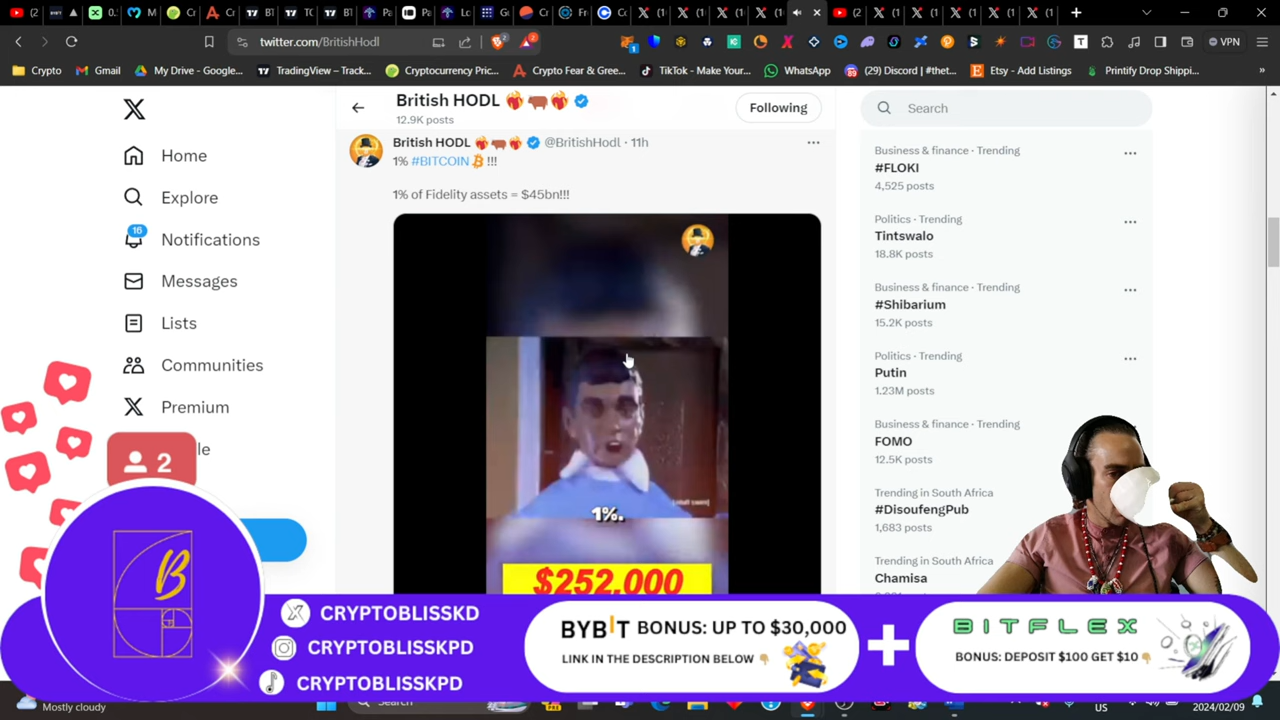 twitter.com/BritishHodl
VPN
Crypto
Gmail
My Drive - Google...
TradingView – Track...
Cryptocurrency Pric...
Crypto Fear & Gree...
TikTok - Make Your...
WhatsApp
(29) Discord | #thet...
Etsy - Add Listings
Printify Drop Shippi...
British HODL
12.9K posts
Following
Search
Home
Explore
16
Notifications
Messages
Lists
Communities
Premium
le
2
British HODL @BritishHodl · 11h
1% #BITCOIN !!!
1% of Fidelity assets = $45bn!!!
1%.
$252,000
Business & finance · Trending
#FLOKI
4,525 posts
Politics · Trending
Tintswalo
18.8K posts
Business & finance · Trending
#Shibarium
15.2K posts
Politics · Trending
Putin
1.23M posts
Business & finance · Trending
FOMO
12.5K posts
Trending in South Africa
#DisoufengPub
1,683 posts
Trending in South Africa
Chamisa
B
CRYPTOBLISSKD
CRYPTOBLISSKPD
CRYPTOBLISSKPD
BYBIT BONUS: UP TO $30,000
LINK IN THE DESCRIPTION BELOW
BITFLEX
BONUS: DEPOSIT $100 GET $10
Mostly cloudy
Search
US
2024/02/09